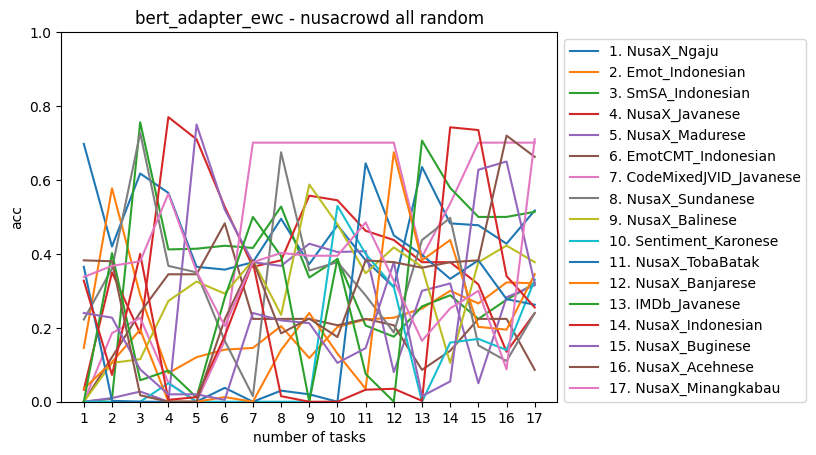 bert_adapter_ewc - nusacrowd all random
1.0
0.8
0.6
0.4
0.2
0.0
acc
1 2 3 4 5 6 7 8 9 10 11 12 13 14 15 16 17
number of tasks
1. NusaX_Ngaju
2. Emot_Indonesian
3. SmSA_Indonesian
4. NusaX_Javanese
5. NusaX_Madurese
6. EmotCMT_Indonesian
7. CodeMixedJVID_Javanese
8. NusaX_Sundanese
9. NusaX_Balinese
10. Sentiment_Karonese
11. NusaX_TobaBatak
12. NusaX_Banjarese
13. IMDb_Javanese
14. NusaX_Indonesian
15. NusaX_Buginese
16. NusaX_Acehnese
17. NusaX_Minangkabau